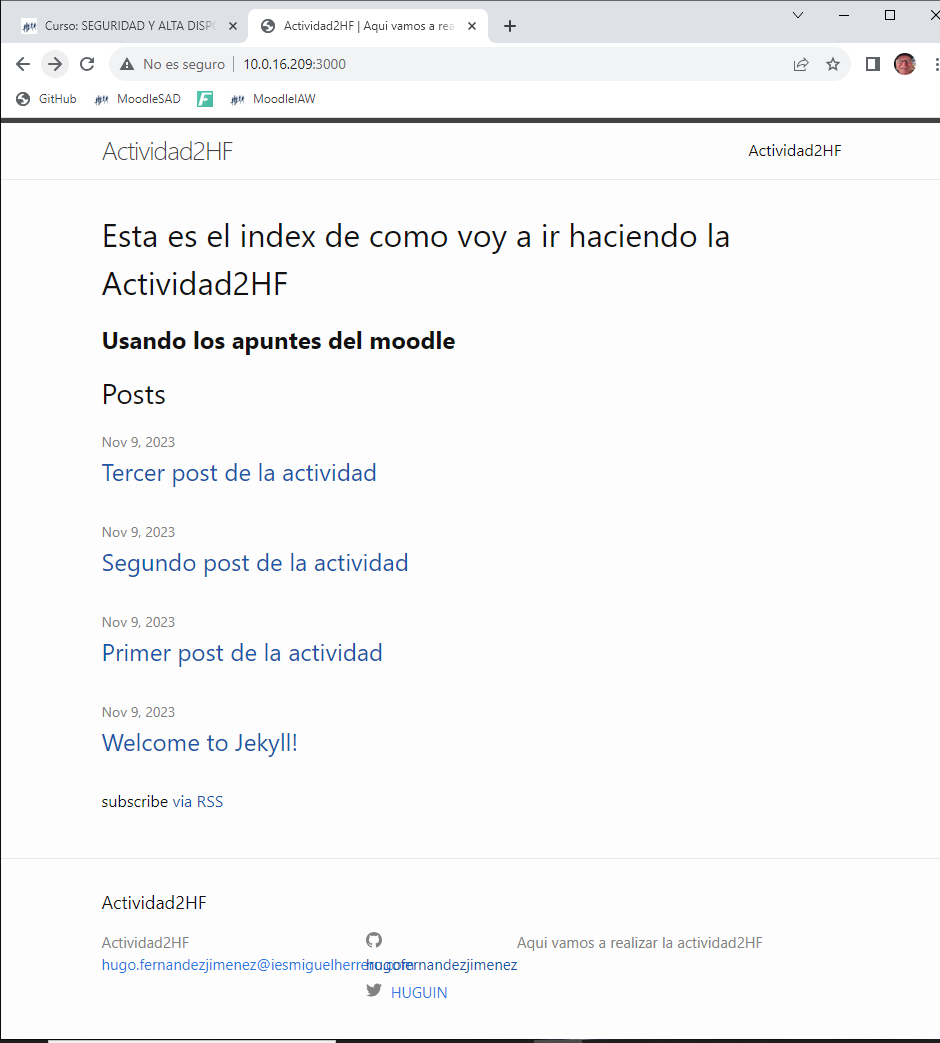 Curso: SEGURIDAD Y ALTA DISPO
Actividad2HF | Aqui vamos a rea
No es seguro | 10.0.16.209:3000
GitHub MoodleSAD MoodleIAW
Actividad2HF Actividad2HF
Esta es el index de como voy a ir haciendo la
Actividad2HF
Usando los apuntes del moodle
Posts
Nov 9, 2023
Tercer post de la actividad
Nov 9, 2023
Segundo post de la actividad
Nov 9, 2023
Primer post de la actividad
Nov 9, 2023
Welcome to Jekyll!
subscribe via RSS
Actividad2HF
Actividad2HF Aqui vamos a realizar la actividad2HF
hugo.fernandezjimenez@iesmiguelherrero.com hugofernandezjimenez
HUGUIN